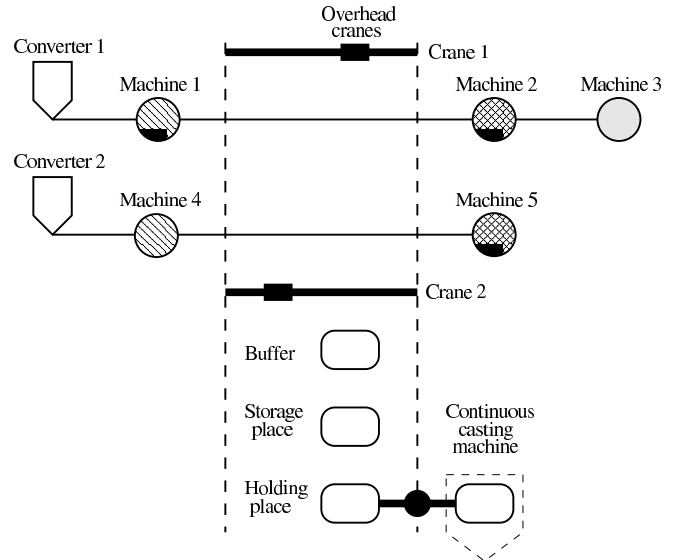 Overhead
cranes
Converter 1
Crane 1
Machine 1
Machine 2
Machine 3
Converter 2
Machine 4
Machine 5
Crane 2
Buffer
Storage
place
Continuous
casting
machine
Holding
place